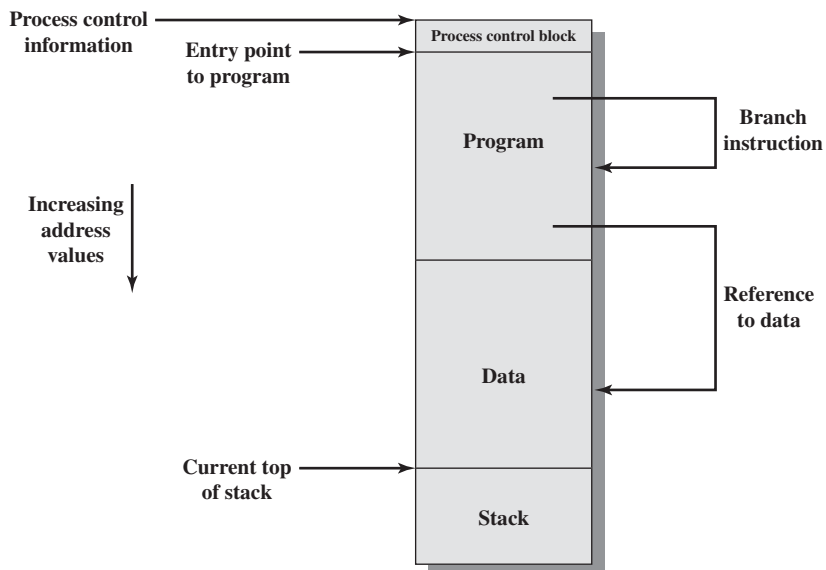 Process control
information
Process control block
Entry point
to program
Branch
instruction
Program
Increasing
address
values
Reference
to data
Data
Current top
of stack
Stack